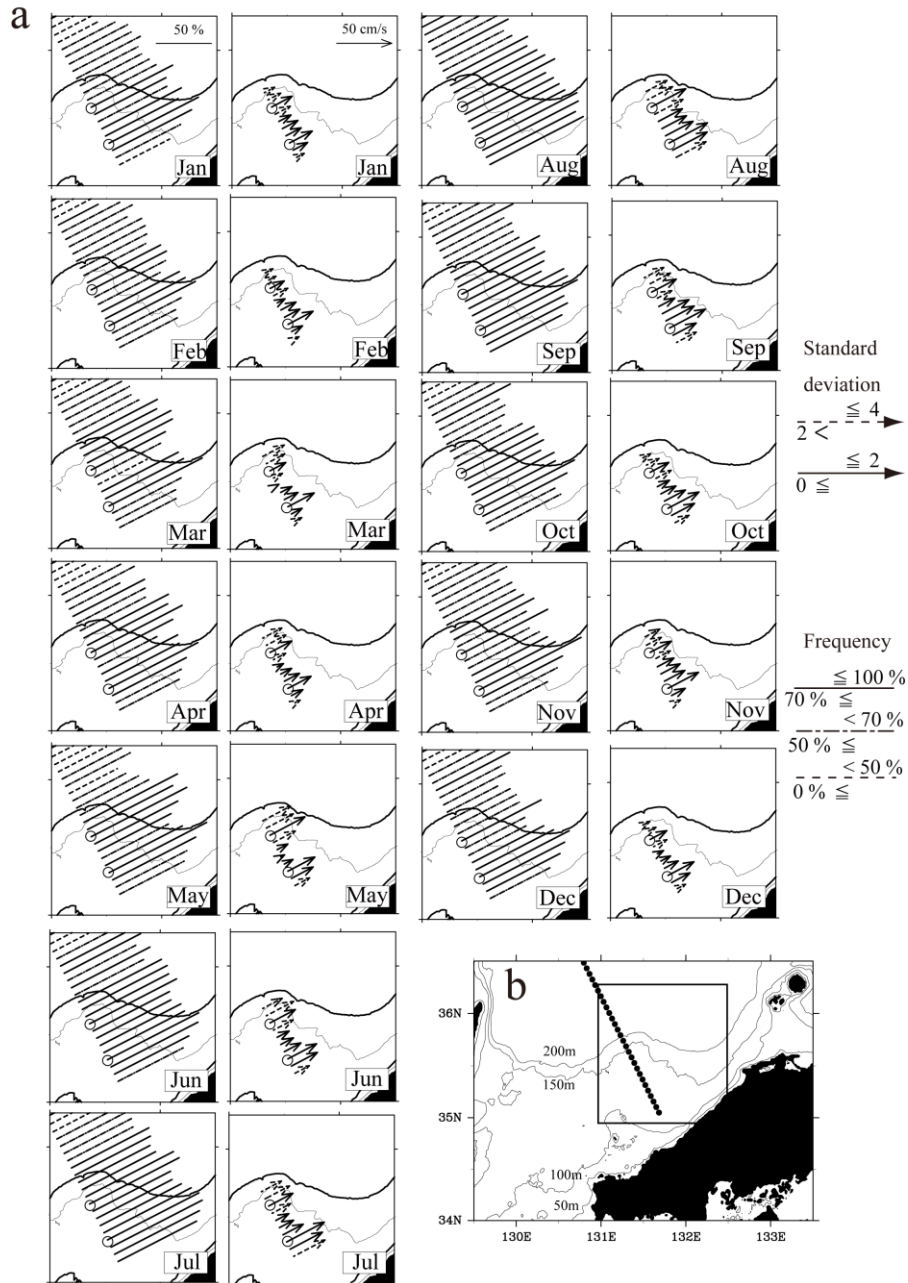 a
50 %
50 cm/s
Jan
Jan
Aug
Aug
Feb
Feb
Sep
Sep
Mar
Mar
Oct
Oct
Apr
Apr
Nov
Nov
May
May
Dec
Dec
Jun
Jun
Jul
Jul
Standard
deviation
≦ 4
2 <
≦ 2
0 ≦
Frequency
≦ 100 %
70 % ≦
< 70 %
50 % ≦
< 50 %
0 % ≦
b
36N
200m
150m
35N
100m
50m
34N
130E
131E
132E
133E